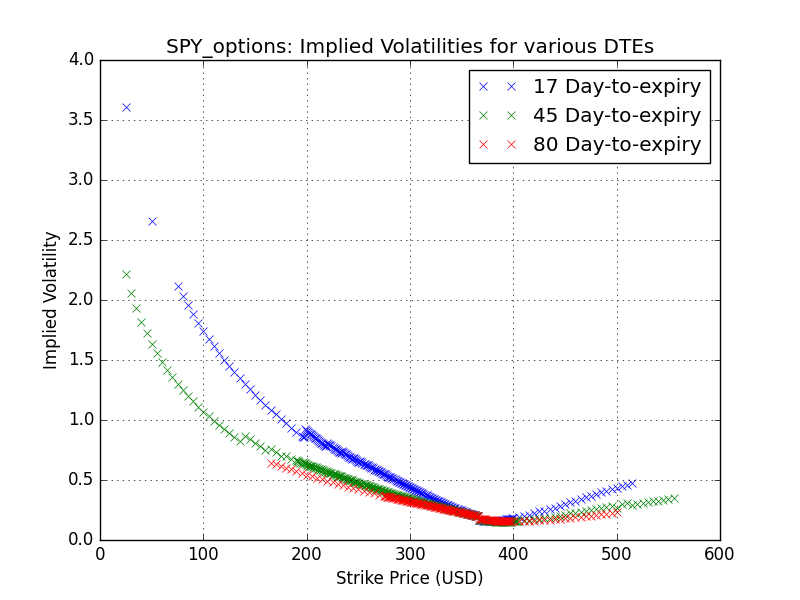 SPY_options: Implied Volatilities for various DTEs
4.0
3.5
3.0
2.5
2.0
1.5
1.0
0.5
0.0
Implied Volatility
17 Day-to-expiry
45 Day-to-expiry
80 Day-to-expiry
0 100 200 300 400 500 600
Strike Price (USD)